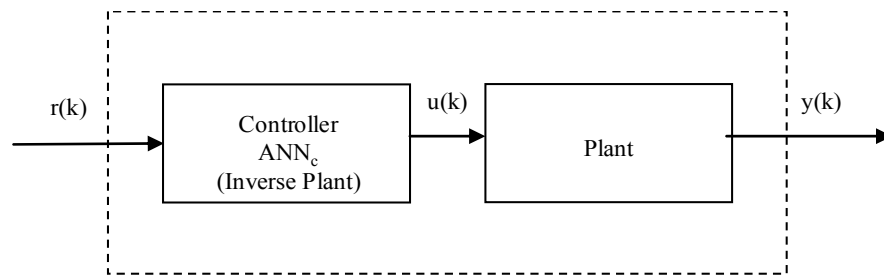 r(k)
Controller
ANNc
(Inverse Plant)
u(k)
Plant
y(k)